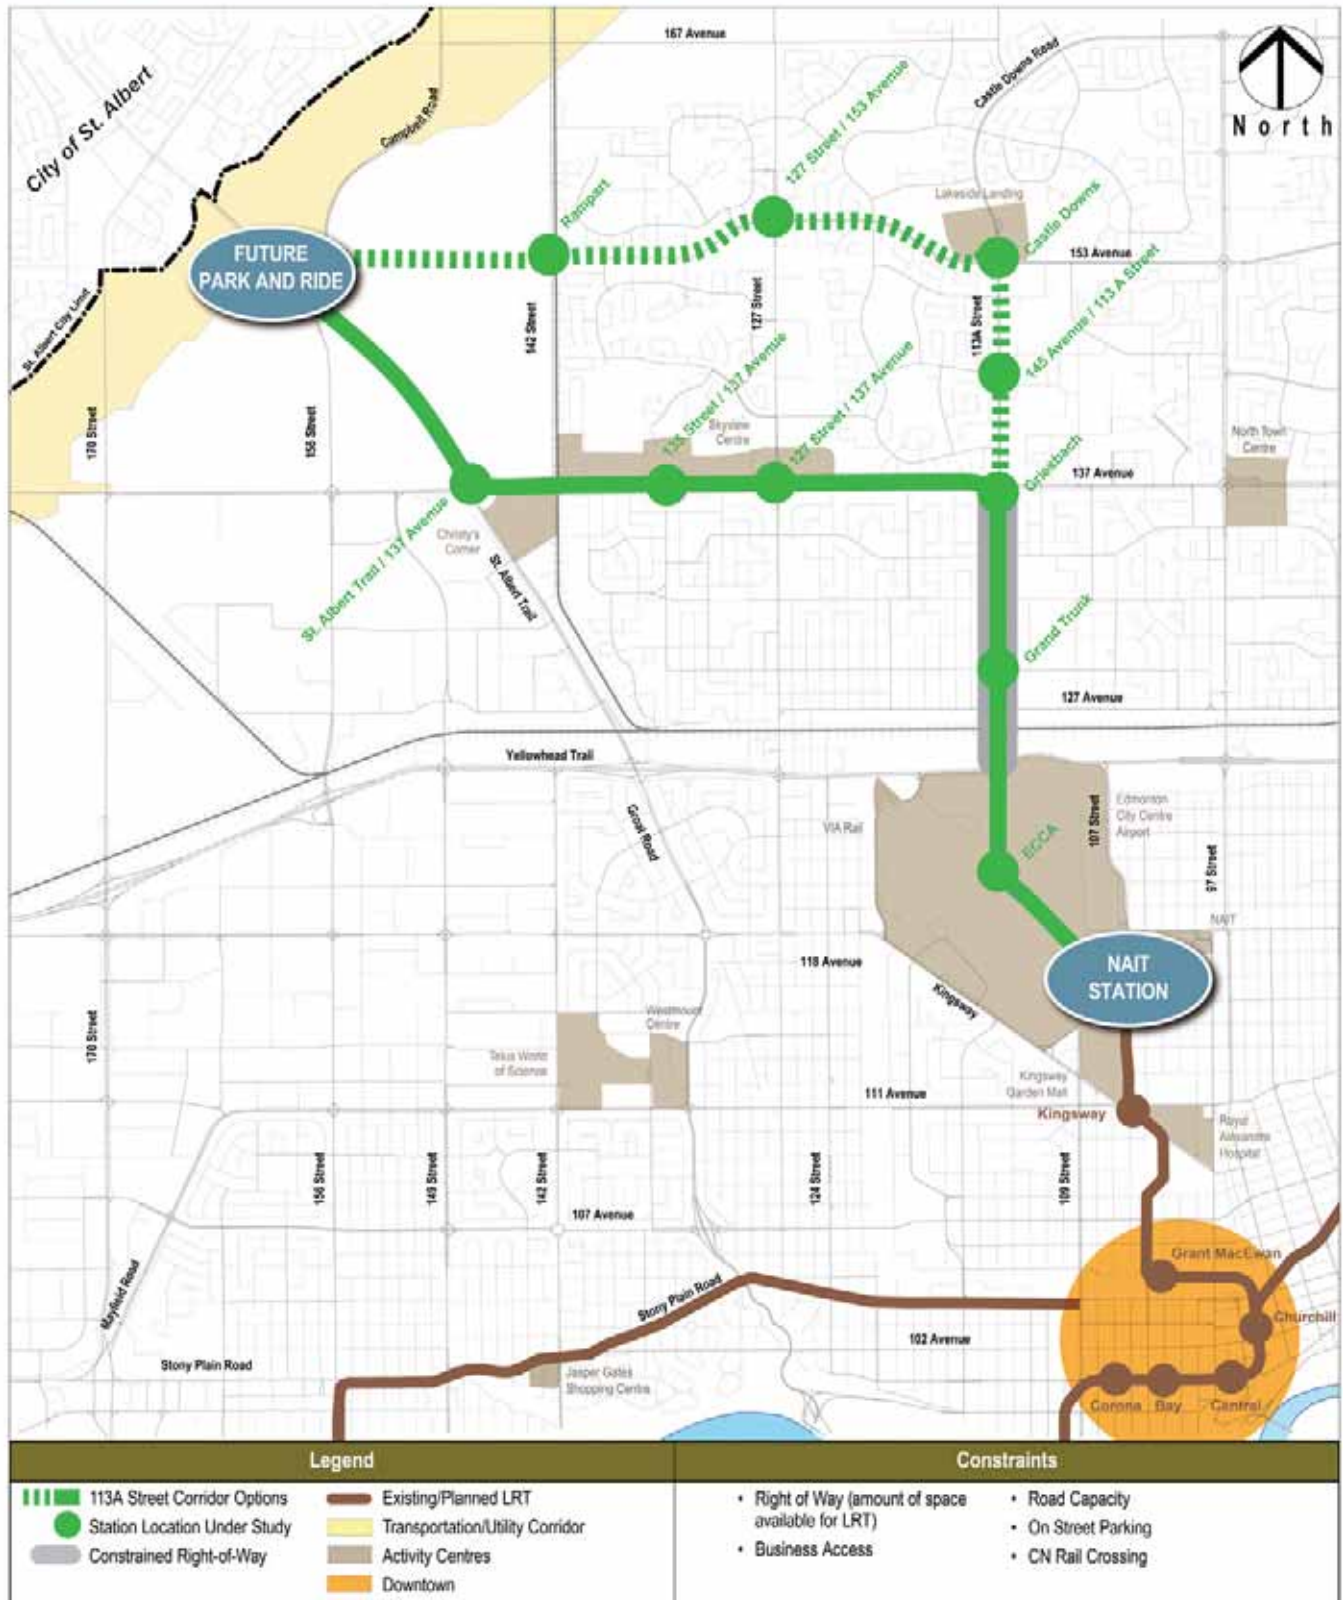 167 Avenue
Castle Downs Road
North
City of St. Albert
Campbell Road
127 Street / 153 Avenue
Rampart
Lakeside Landing
Castle Downs
FUTURE
PARK AND RIDE
153 Avenue
St. Albert City Limit
142 Street
127 Street
113A Street
145 Avenue / 113 A Street
135 Street / 137 Avenue
127 Street / 137 Avenue
170 Street
156 Street
Skyview
Centre
North Town
Centre
Griesbach
137 Avenue
St. Albert Trail / 137 Avenue
Christy's
Corner
St. Albert Trail
Grand Trunk
127 Avenue
Yellowhead Trail
Groat Road
VIA Rail
ECCA
107 Street
Edmonton
City Centre
Airport
97 Street
NAIT
118 Avenue
NAIT
STATION
Kingsway
170 Street
Westmount
Centre
Telus World
of Science
Kingsway
Garden Mall
111 Avenue
Kingsway
Royal
Alexandra
Hospital
156 Street
149 Street
142 Street
124 Street
109 Street
107 Avenue
Mayfield Road
Grant MacEwan
Stony Plain Road
Churchill
102 Avenue
Stony Plain Road
Jasper Gates
Shopping Centre
Corona
Bay
Central
Legend
113A Street Corridor Options
Station Location Under Study
Constrained Right-of-Way
Existing/Planned LRT
Transportation/Utility Corridor
Activity Centres
Downtown
Constraints
• Right of Way (amount of space
available for LRT)
• Business Access
• Road Capacity
• On Street Parking
• CN Rail Crossing